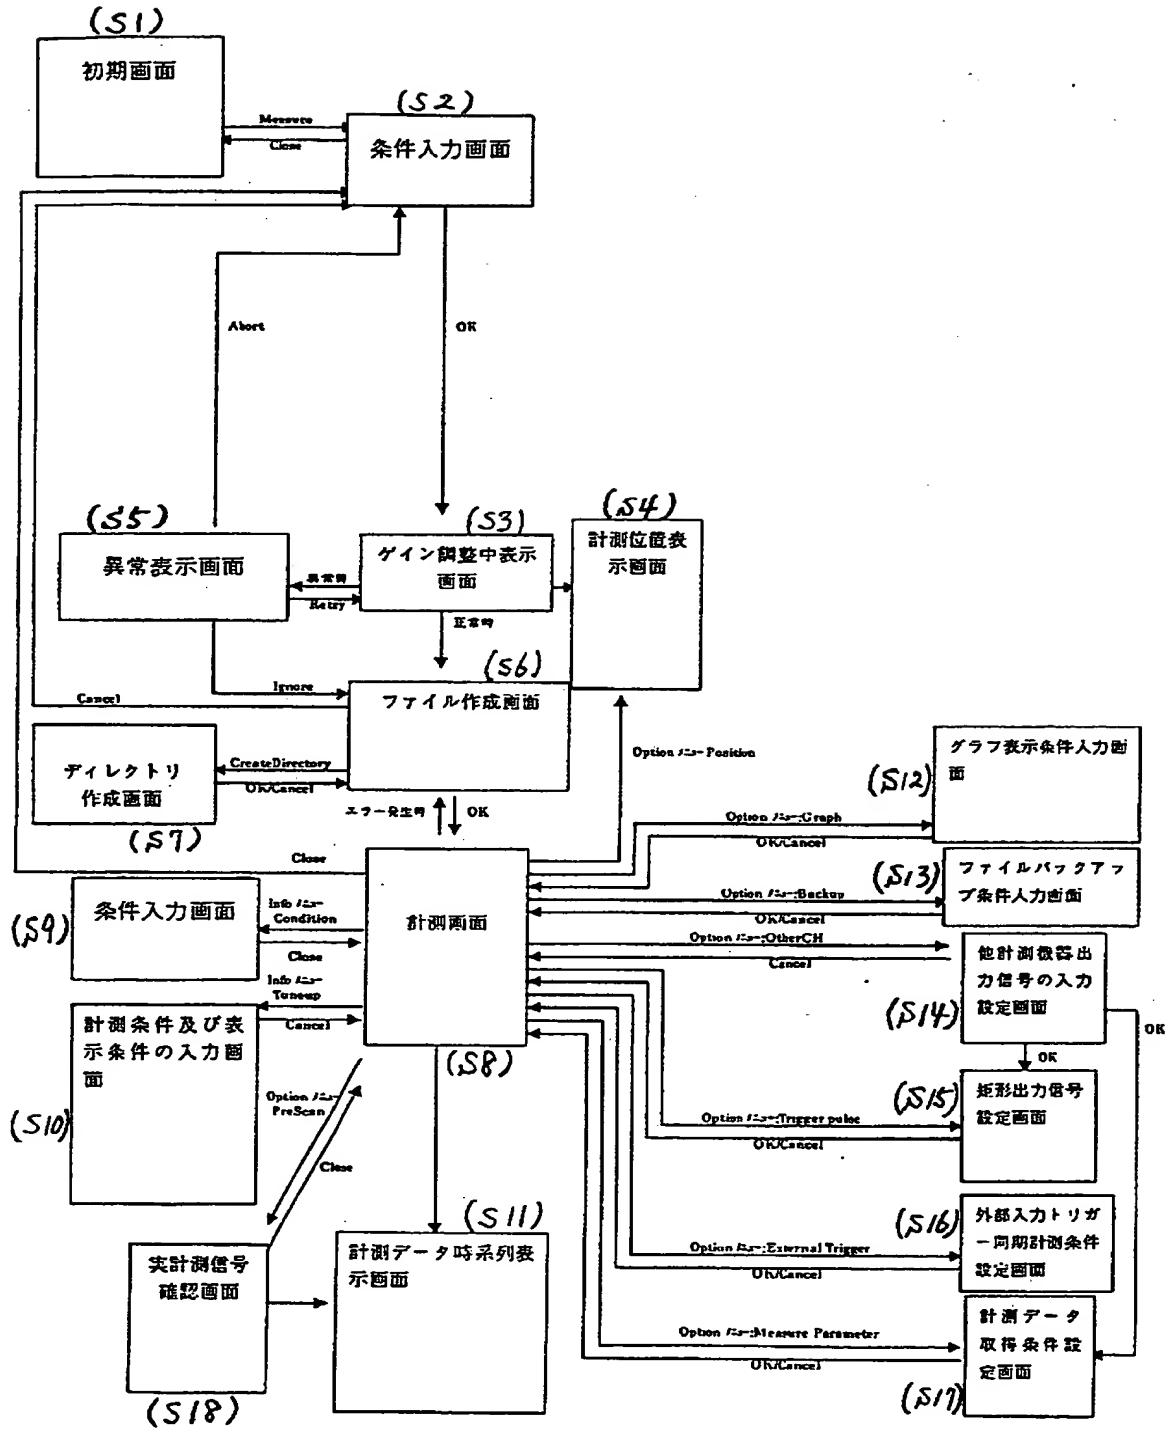 (S1)
初期画面
Measure
Close
(S2)
条件入力画面
Abort
OK
(S5)
異常表示画面
異常時
Retry
(S3)
ゲイン調整中表示
画面
正常時
(S4)
計測位置表
示画面
Ignore
Cancel
(S6)
ファイル作成画面
ディレクトリ
作成画面
(S7)
CreateDirectory
OK/Cancel
エラー発生時
OK
Option メニュー:Position
Close
計測画面
(S8)
(S9)
条件入力画面
Info メニュー
Condition
Close
Info メニュー
Tuneup
Cancel
(S10)
計測条件及び表
示条件の入力画
面
Option メニュー
PreScan
Close
(S18)
実計測信号
確認画面
(S11)
計測データ時系列表
示画面
(S12)
グラフ表示条件入力画
面
Option メニュー:Graph
OK/Cancel
(S13)
ファイルバックアッ
プ条件入力画面
Option メニュー:Backup
OK/Cancel
Option メニュー:OtherCH
Cancel
(S14)
他計測機器出
力信号の入力
設定画面
OK
OK
(S15)
矩形出力信号
設定画面
Option メニュー:Trigger pulse
OK/Cancel
(S16)
外部入力トリガ
ー同期計測条件
設定画面
Option メニュー:External Trigger
OK/Cancel
(S17)
計測データ
取得条件設
定画面
Option メニュー:Measure Parameter
OK/Cancel